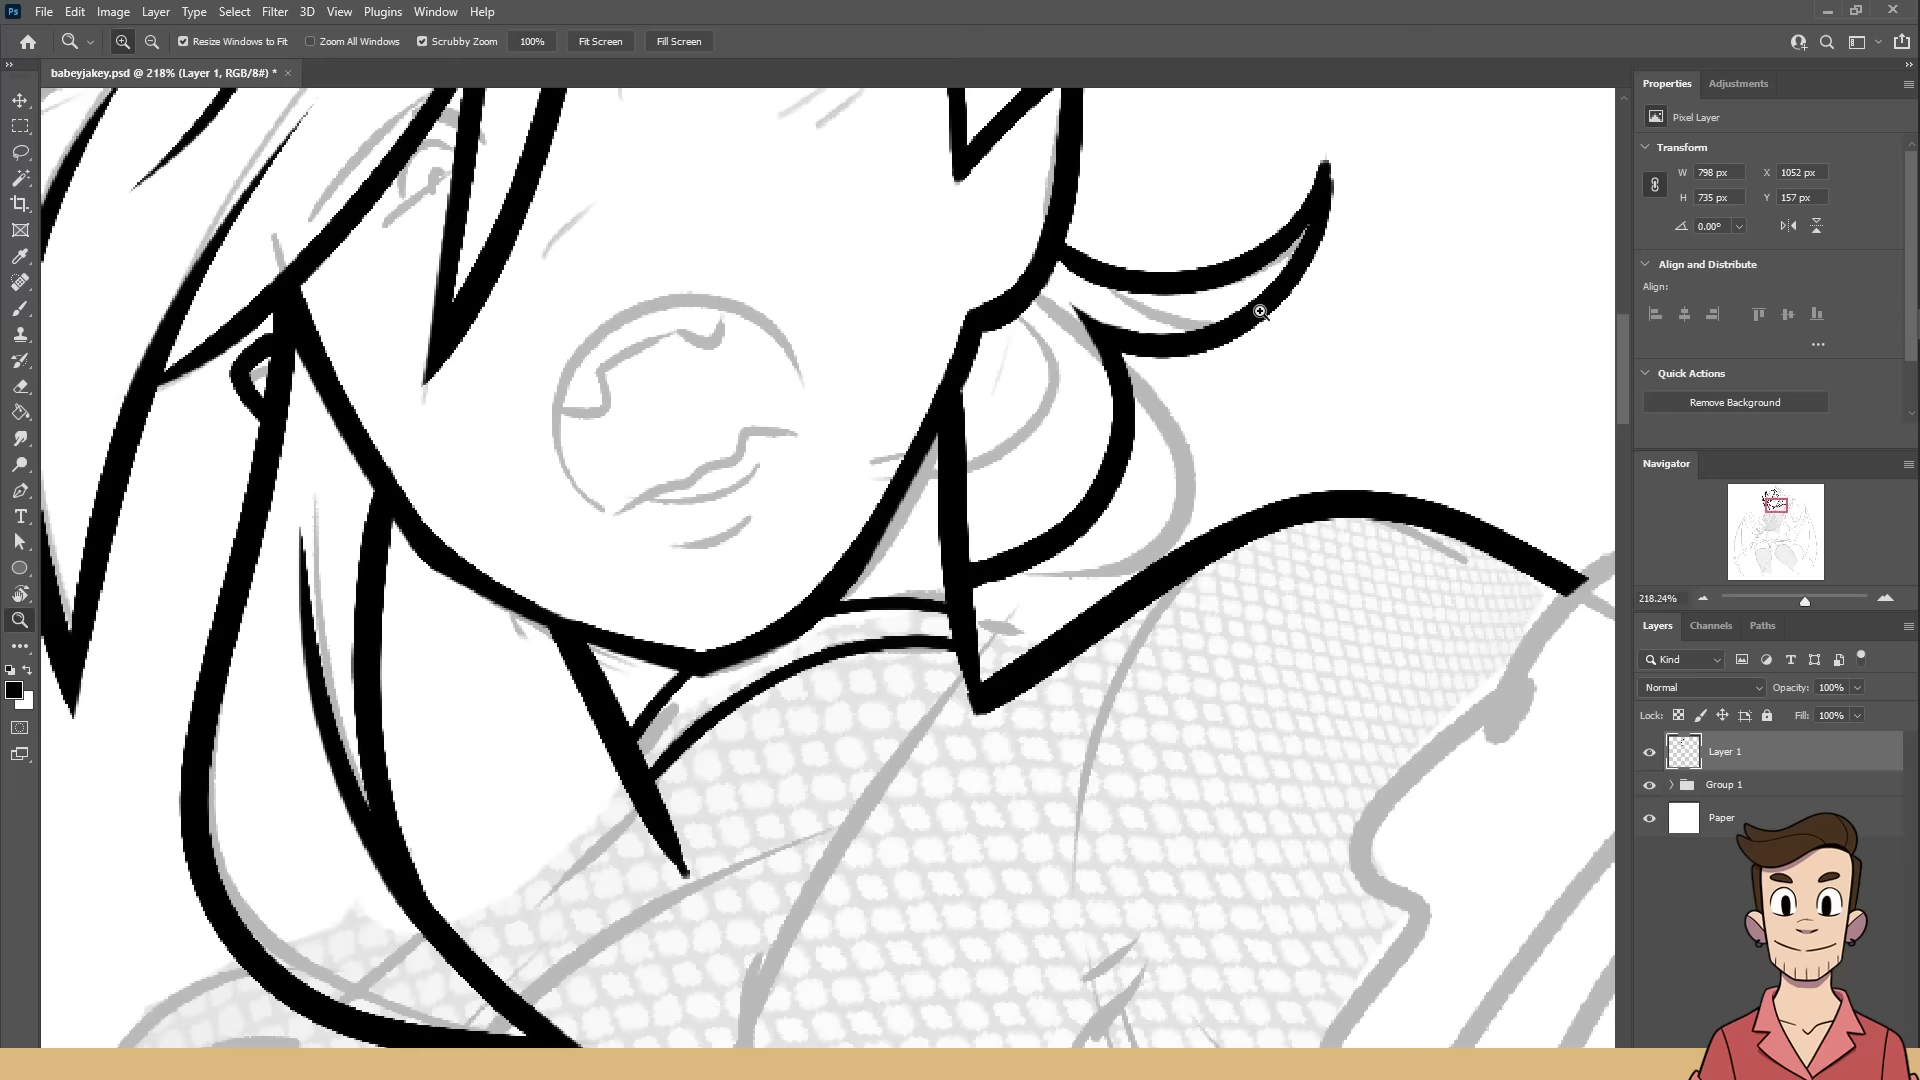 Ps File Edit Image Layer Type Select Filter 3D View Plugins Window Help
Resize Windows to Fit Zoom All Windows Scrubby Zoom 100% Fit Screen Fill Screen
babeyjakey.psd @ 218% (Layer 1, RGB/8#) *
Properties Adjustments
Pixel Layer
Transform
W 798 px X 1052 px
H 735 px Y 157 px
0.00°
Align and Distribute
Align:
Quick Actions
Remove Background
Navigator
218.24%
Layers Channels Paths
Kind
Normal Opacity: 100%
Lock: Fill: 100%
Layer 1
Group 1
Paper